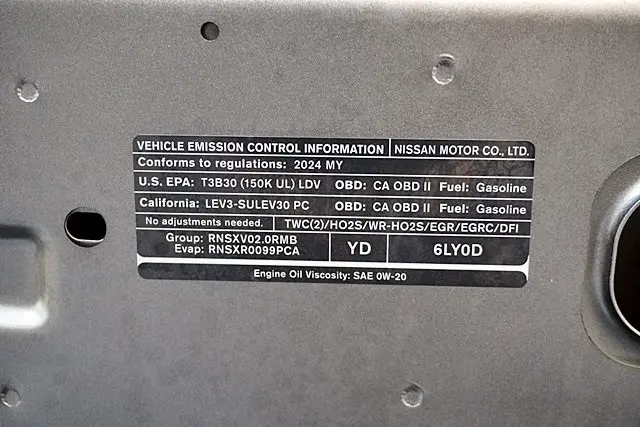 VEHICLE EMISSION CONTROL INFORMATION NISSAN MOTOR CO., LTD.
Conforms to regulations: 2024 MY
U.S. EPA: T3B30 (150K UL) LDV OBD: CA OBD II Fuel: Gasoline
California: LEV3-SULEV30 PC OBD: CA OBD II Fuel: Gasoline
No adjustments needed. TWC(2)/HO2S/WR-HO2S/EGR/EGRC/DFI
Group: RNSXV02.0RMB
Evap: RNSXR0099PCA
YD 6LY0D
Engine Oil Viscosity: SAE 0W-20